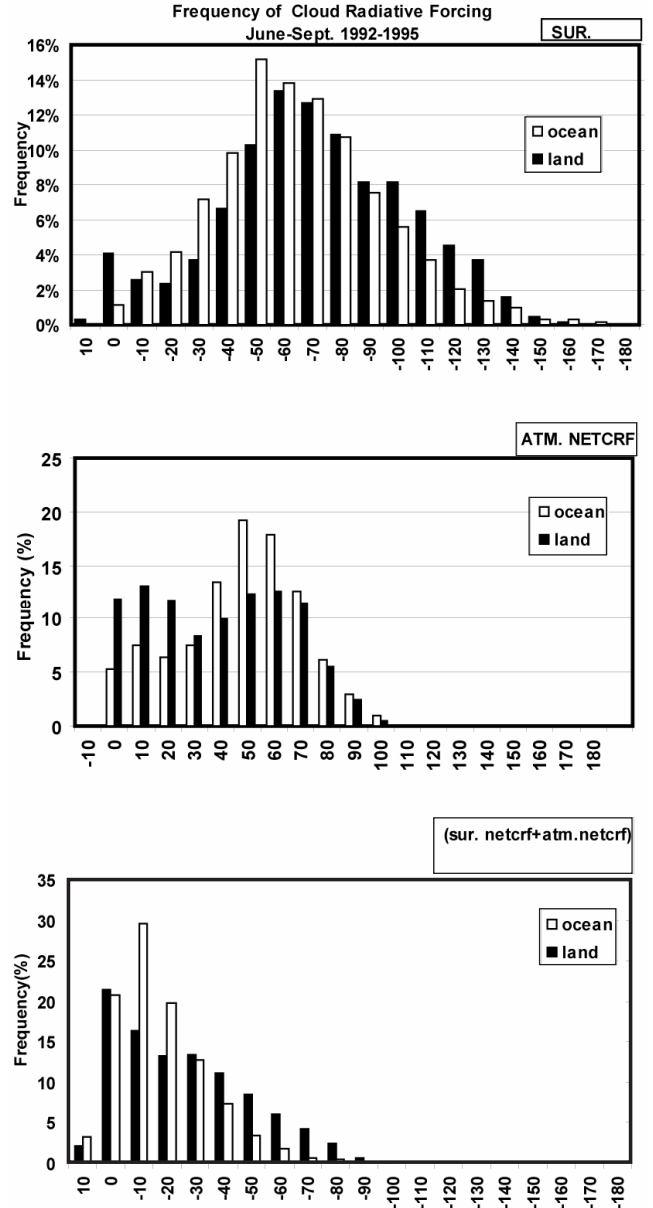 Frequency of Cloud Radiative Forcing
June-Sept. 1992-1995
SUR.
16%
14%
12%
10%
8%
6%
4%
2%
0%
Frequency
ocean
land
10 0 -10 -20 -30 -40 -50 -60 -70 -80 -90 -100 -110 -120 -130 -140 -150 -160 -170 -180
ATM. NETCRF
25
20
15
10
5
0
Frequency (%)
ocean
land
-10 0 10 20 30 40 50 60 70 80 90 100 110 120 130 140 150 160 170 180
(sur. netcrf+atm.netcrf)
35
30
25
20
15
10
5
0
Frequency(%)
ocean
land
10 0 -10 -20 -30 -40 -50 -60 -70 -80 -90 -100 -110 -120 -130 -140 -150 -160 -170 -180